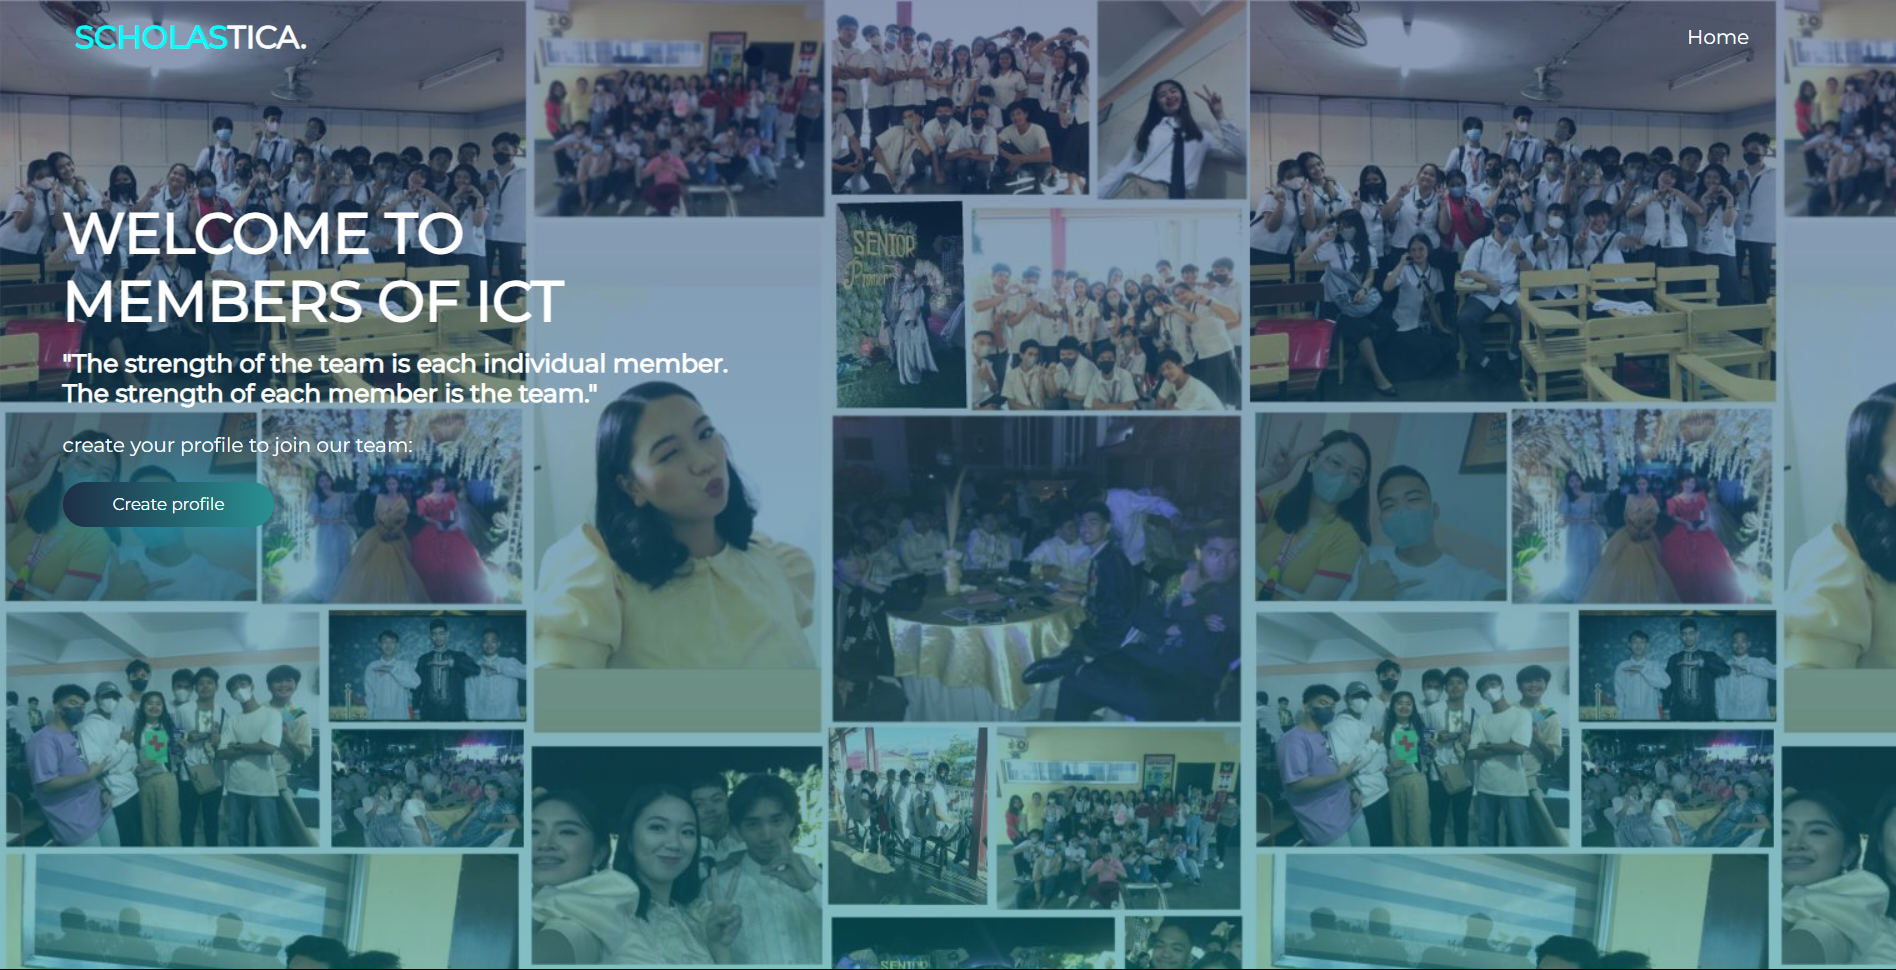 SCHOLASTICA.
Home
WELCOME TO
MEMBERS OF ICT
"The strength of the team is each individual member.
The strength of each member is the team."
create your profile to join our team:
Create profile
SENIOR
SENIOR